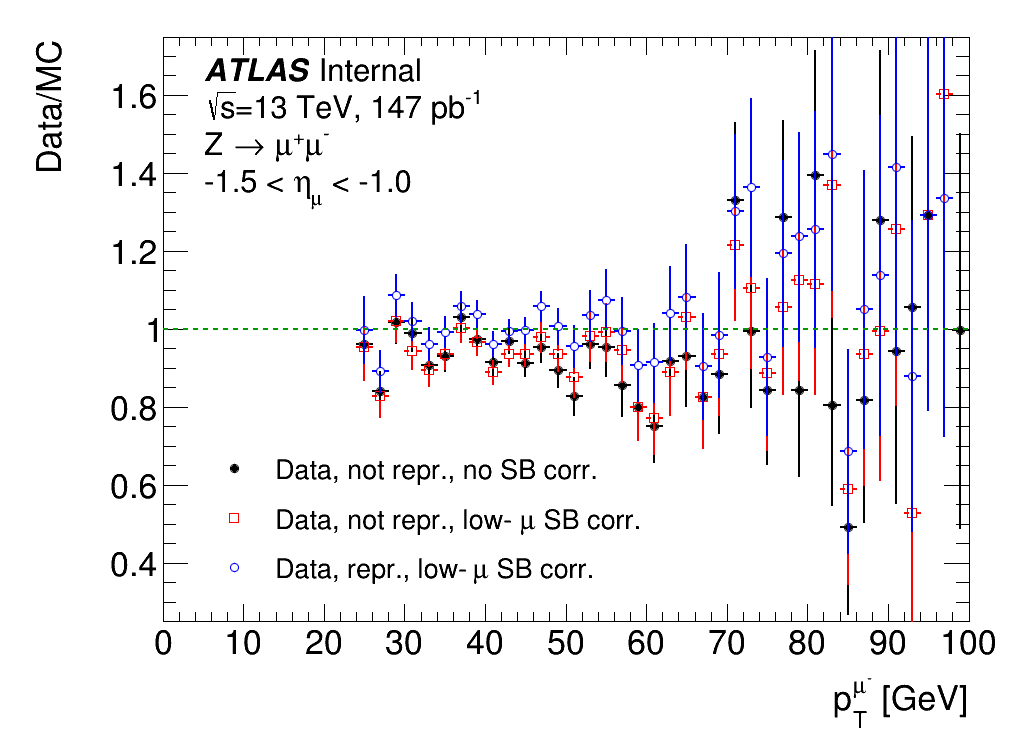 Data/MC
ATLAS Internal
√s=13 TeV, 147 pb⁻¹
Z → μ⁺μ⁻
-1.5 < η_μ < -1.0
1.6
1.4
1.2
1
0.8
0.6
0.4
Data, not repr., no SB corr.
Data, not repr., low- μ SB corr.
Data, repr., low- μ SB corr.
0 10 20 30 40 50 60 70 80 90 100
p_T^μ⁻ [GeV]